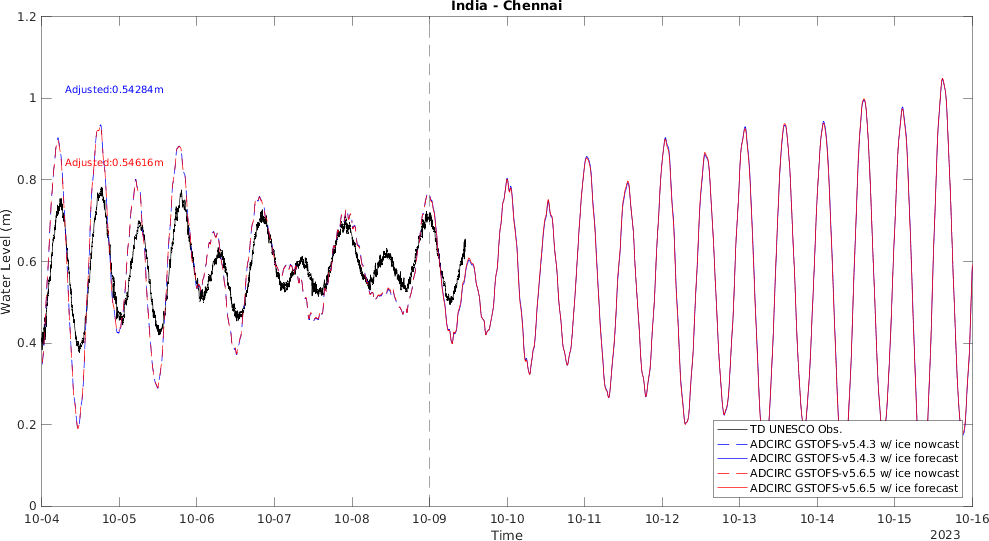 India - Chennai
1.2
1
0.8
0.6
0.4
0.2
0
Water Level (m)
Adjusted:0.54284m
Adjusted:0.54616m
TD UNESCO Obs.
ADCIRC GSTOFS-v5.4.3 w/ ice nowcast
ADCIRC GSTOFS-v5.4.3 w/ ice forecast
ADCIRC GSTOFS-v5.6.5 w/ ice nowcast
ADCIRC GSTOFS-v5.6.5 w/ ice forecast
10-04 10-05 10-06 10-07 10-08 10-09 10-10 10-11 10-12 10-13 10-14 10-15 10-16
Time
2023